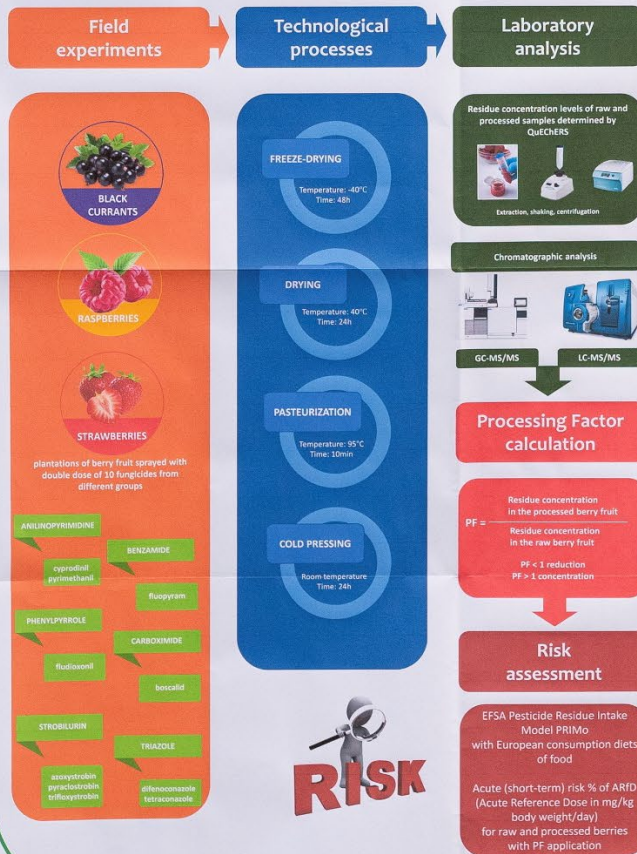 Field
experiments
Technological
processes
Laboratory
analysis
BLACK
CURRANTS
RASPBERRIES
STRAWBERRIES
plantations of berry fruit sprayed with
double dose of 10 fungicides from
different groups
ANILINOPYRIMIDINE
cyprodinil
pyrimethanil
BENZAMIDE
fluopyram
PHENYLPYRROLE
fludioxonil
CARBOXIMIDE
boscalid
STROBILURIN
azoxystrobin
pyraclostrobin
trifloxystrobin
TRIAZOLE
difenoconazole
tetraconazole
FREEZE-DRYING
Temperature: -40°C
Time: 48h
DRYING
Temperature: 40°C
Time: 24h
PASTEURIZATION
Temperature: 95°C
Time: 10min
COLD PRESSING
Room temperature
Time: 24h
RISK
Residue concentration levels of raw and
processed samples determined by
QuEChERS
Extraction, shaking, centrifugation
Chromatographic analysis
GC-MS/MS
LC-MS/MS
Processing Factor
calculation
Residue concentration
in the processed berry fruit
PF =
Residue concentration
in the raw berry fruit
PF < 1 reduction
PF > 1 concentration
Risk
assessment
EFSA Pesticide Residue Intake
Model PRIMo
with European consumption diets
of food
Acute (short-term) risk % of ARfD
(Acute Reference Dose in mg/kg
body weight/day)
for raw and processed berries
with PF application